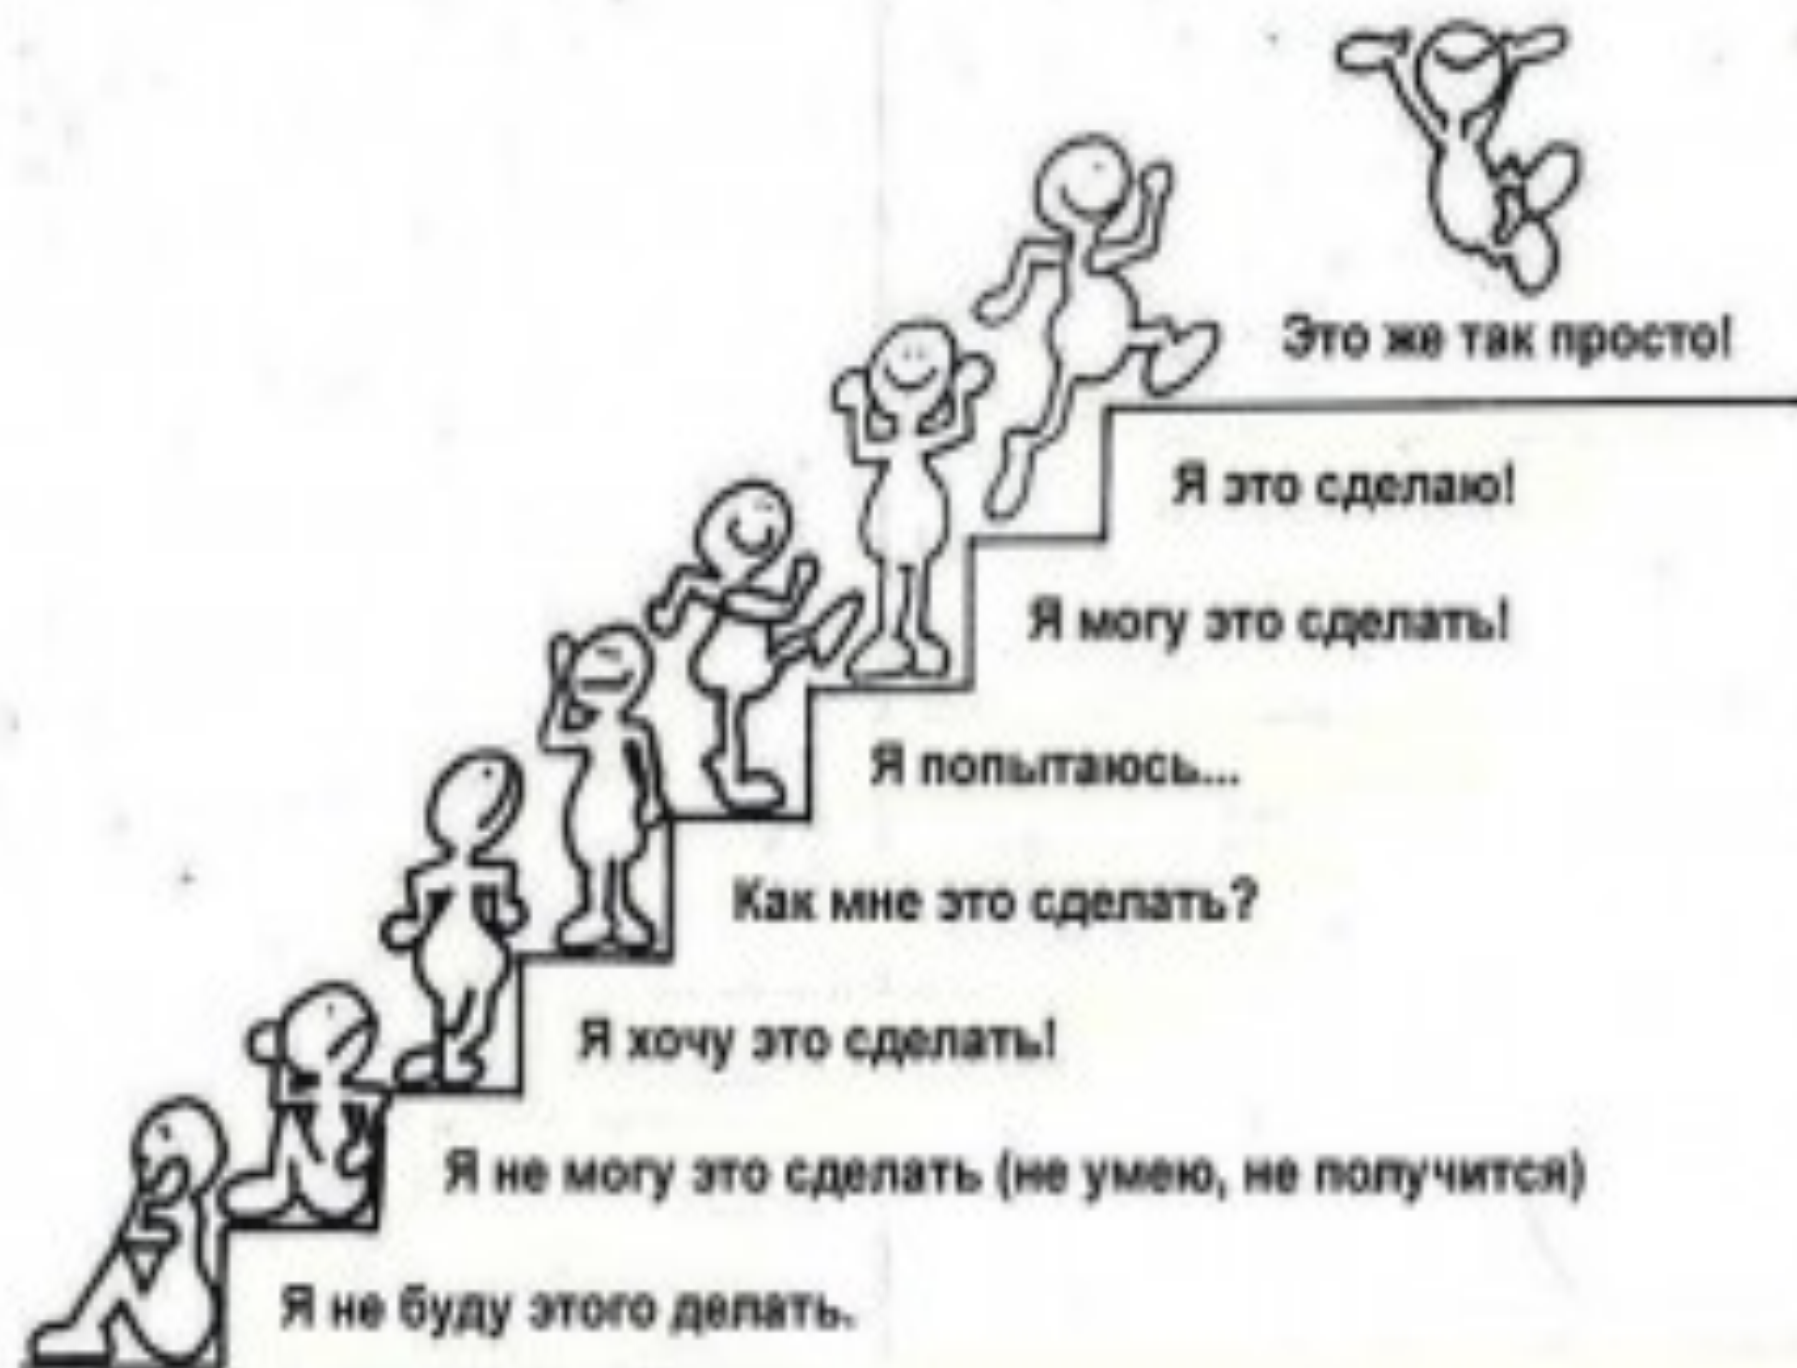 Это же так просто!
Я это сделаю!
Я могу это сделать!
Я попытаюсь...
Как мне это сделать?
Я хочу это сделать!
Я не могу это сделать (не умею, не получится)
Я не буду этого делать.